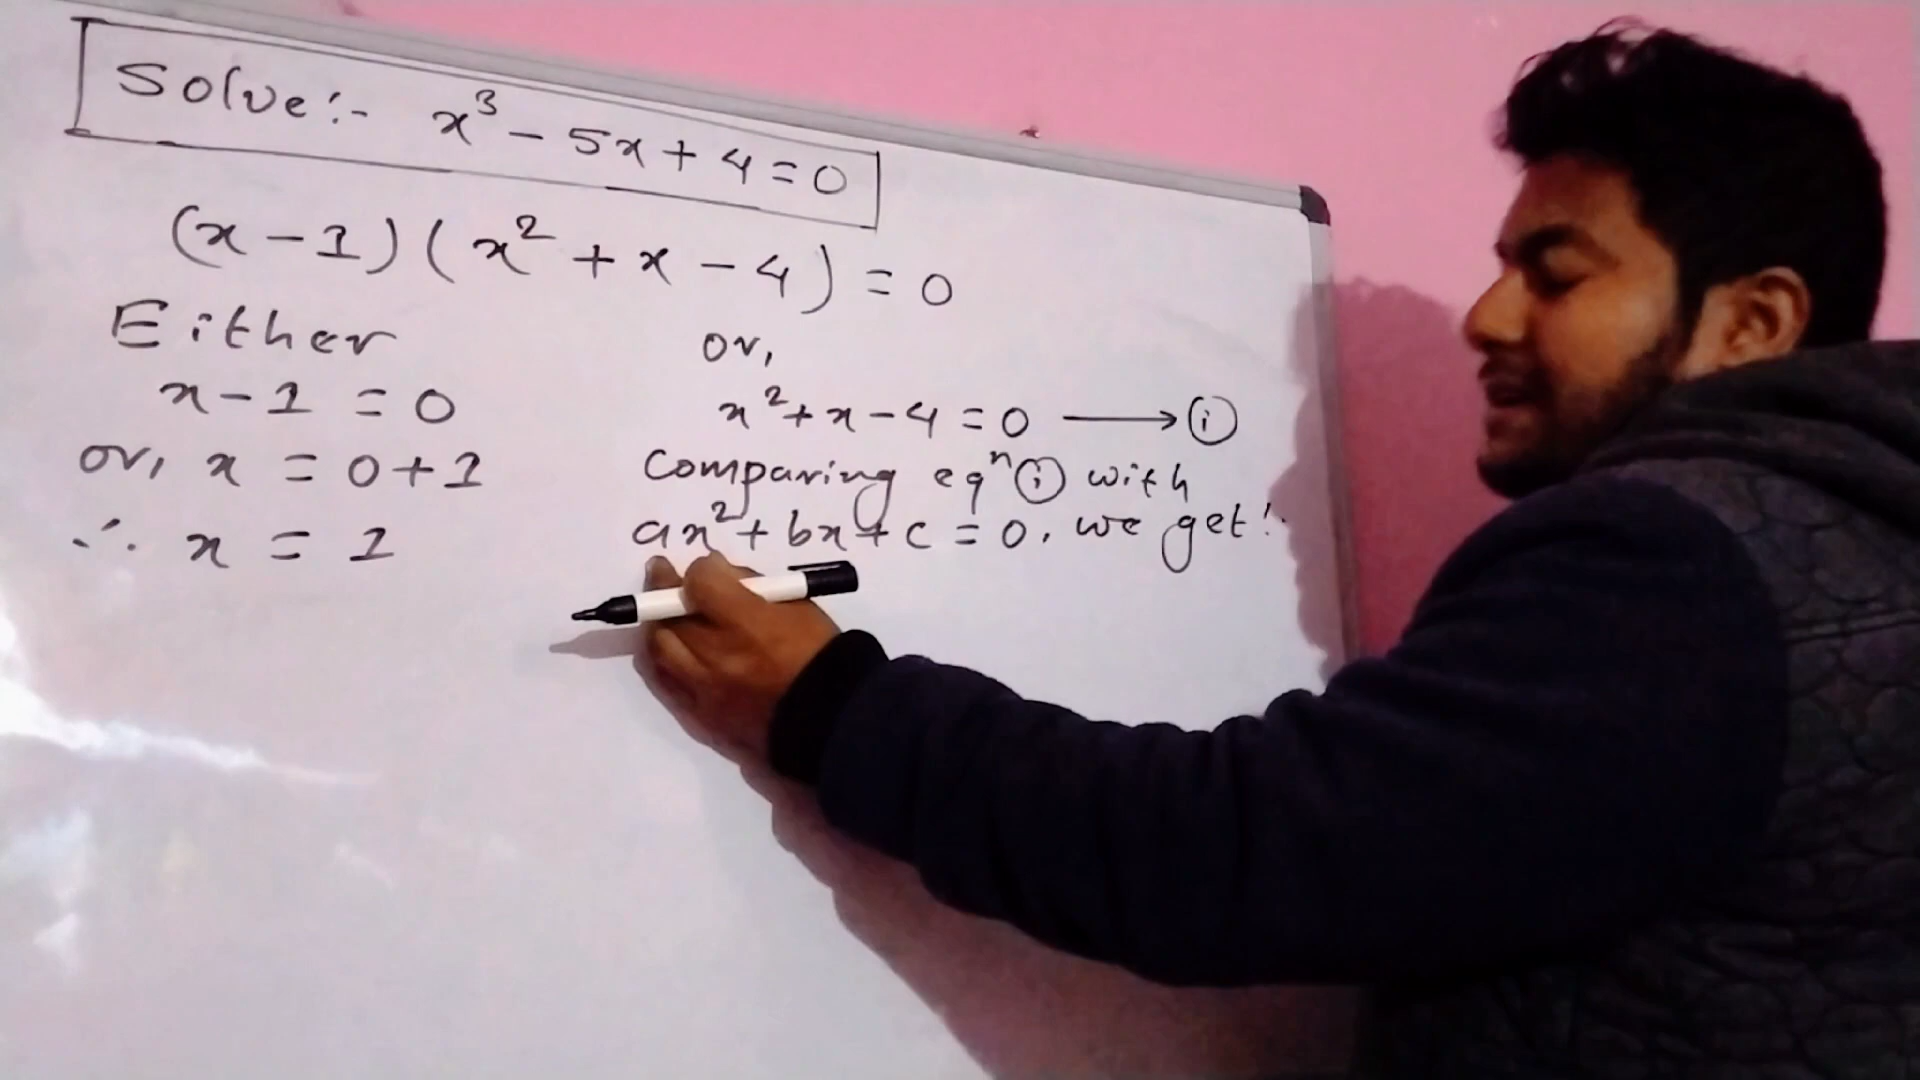 Solve:- x³ - 5x + 4 = 0
(x - 1)(x² + x - 4) = 0
Either
x - 1 = 0
or, x = 0 + 1
∴ x = 1
or,
x² + x - 4 = 0 ⟶ ⓘ
Comparing eqⁿ ⓘ with
ax² + bx + c = 0, we get:-